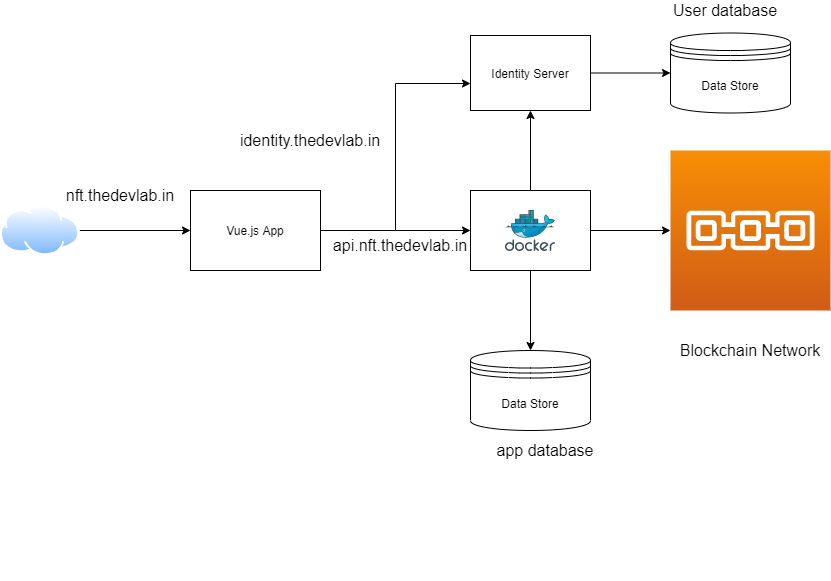 User database
Identity Server
Data Store
identity.thedevlab.in
nft.thedevlab.in
Vue.js App
api.nft.thedevlab.in
docker
Blockchain Network
Data Store
app database